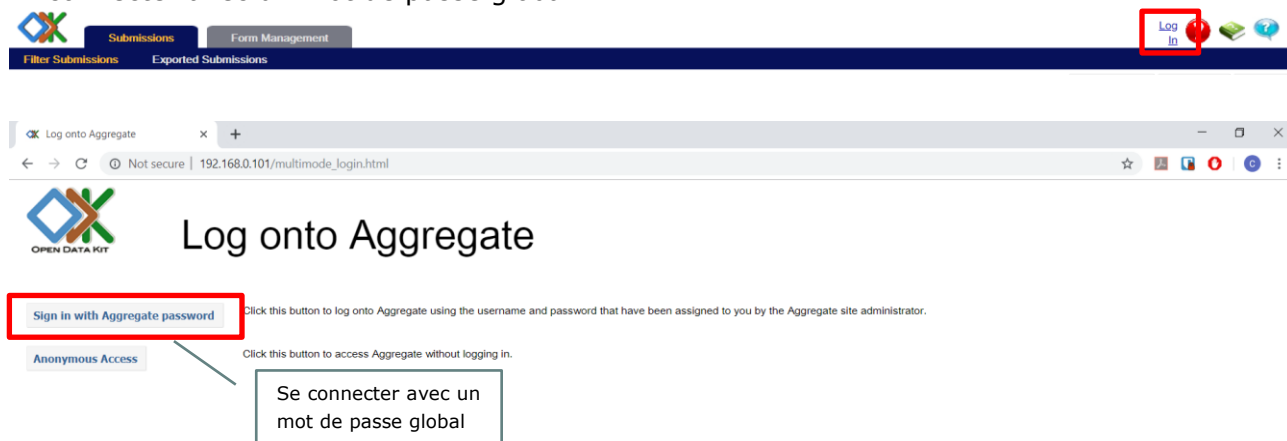 Submissions Form Management Log
In
Filter Submissions Exported Submissions
Log onto Aggregate
Not secure | 192.168.0.101/multimode_login.html
C
OPEN DATA KIT
Log onto Aggregate
Sign in with Aggregate password Click this button to log onto Aggregate using the username and password that have been assigned to you by the Aggregate site administrator.
Anonymous Access Click this button to access Aggregate without logging in.
Se connecter avec un
mot de passe global